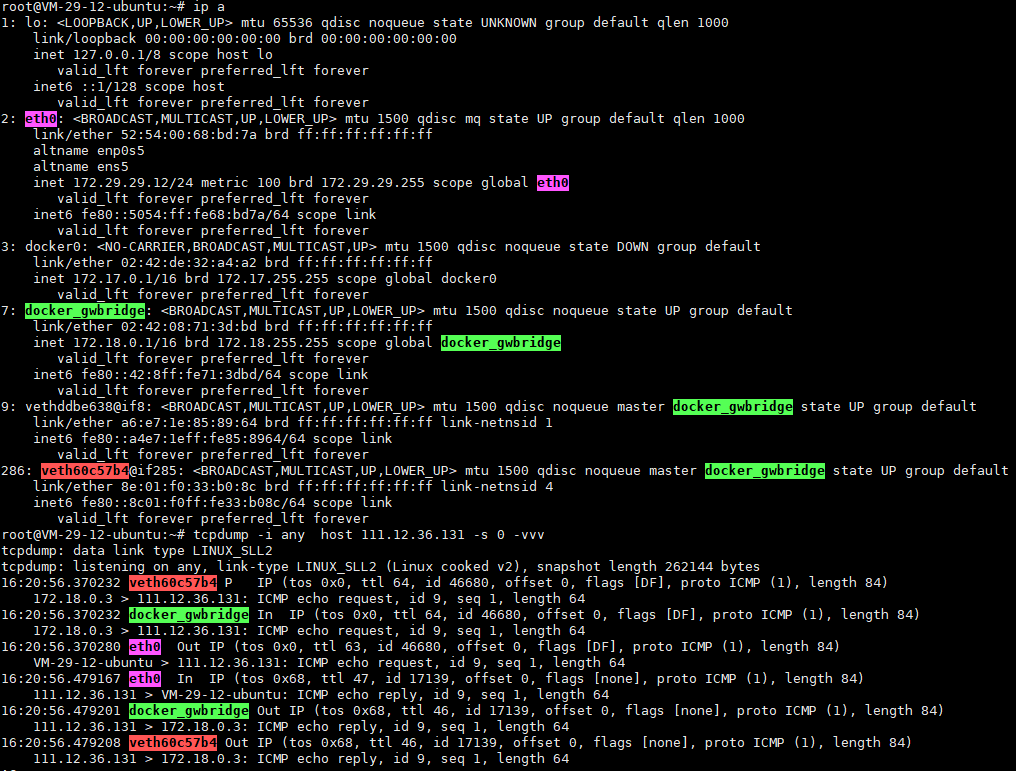 root@VM-29-12-ubuntu:~# ip a
1: lo: <LOOPBACK,UP,LOWER_UP> mtu 65536 qdisc noqueue state UNKNOWN group default qlen 1000
    link/loopback 00:00:00:00:00:00 brd 00:00:00:00:00:00
    inet 127.0.0.1/8 scope host lo
       valid_lft forever preferred_lft forever
    inet6 ::1/128 scope host
       valid_lft forever preferred_lft forever
2: eth0: <BROADCAST,MULTICAST,UP,LOWER_UP> mtu 1500 qdisc mq state UP group default qlen 1000
    link/ether 52:54:00:68:bd:7a brd ff:ff:ff:ff:ff:ff
    altname enp0s5
    altname ens5
    inet 172.29.29.12/24 metric 100 brd 172.29.29.255 scope global eth0
       valid_lft forever preferred_lft forever
    inet6 fe80::5054:ff:fe68:bd7a/64 scope link
       valid_lft forever preferred_lft forever
3: docker0: <NO-CARRIER,BROADCAST,MULTICAST,UP> mtu 1500 qdisc noqueue state DOWN group default
    link/ether 02:42:de:32:a4:a2 brd ff:ff:ff:ff:ff:ff
    inet 172.17.0.1/16 brd 172.17.255.255 scope global docker0
       valid_lft forever preferred_lft forever
7: docker_gwbridge: <BROADCAST,MULTICAST,UP,LOWER_UP> mtu 1500 qdisc noqueue state UP group default
    link/ether 02:42:08:71:3d:bd brd ff:ff:ff:ff:ff:ff
    inet 172.18.0.1/16 brd 172.18.255.255 scope global docker_gwbridge
       valid_lft forever preferred_lft forever
    inet6 fe80::42:8ff:fe71:3dbd/64 scope link
       valid_lft forever preferred_lft forever
9: vethddbe638@if8: <BROADCAST,MULTICAST,UP,LOWER_UP> mtu 1500 qdisc noqueue master docker_gwbridge state UP group default
    link/ether a6:e7:1e:85:89:64 brd ff:ff:ff:ff:ff:ff link-netnsid 1
    inet6 fe80::a4e7:1eff:fe85:8964/64 scope link
       valid_lft forever preferred_lft forever
286: veth60c57b4@if285: <BROADCAST,MULTICAST,UP,LOWER_UP> mtu 1500 qdisc noqueue master docker_gwbridge state UP group default
    link/ether 8e:01:f0:33:b0:8c brd ff:ff:ff:ff:ff:ff link-netnsid 4
    inet6 fe80::8c01:f0ff:fe33:b08c/64 scope link
       valid_lft forever preferred_lft forever
root@VM-29-12-ubuntu:~# tcpdump -i any  host 111.12.36.131 -s 0 -vvv
tcpdump: data link type LINUX_SLL2
tcpdump: listening on any, link-type LINUX_SLL2 (Linux cooked v2), snapshot length 262144 bytes
16:20:56.370232 veth60c57b4 P   IP (tos 0x0, ttl 64, id 46680, offset 0, flags [DF], proto ICMP (1), length 84)
    172.18.0.3 > 111.12.36.131: ICMP echo request, id 9, seq 1, length 64
16:20:56.370232 docker_gwbridge In  IP (tos 0x0, ttl 64, id 46680, offset 0, flags [DF], proto ICMP (1), length 84)
    172.18.0.3 > 111.12.36.131: ICMP echo request, id 9, seq 1, length 64
16:20:56.370280 eth0  Out IP (tos 0x0, ttl 63, id 46680, offset 0, flags [DF], proto ICMP (1), length 84)
    VM-29-12-ubuntu > 111.12.36.131: ICMP echo request, id 9, seq 1, length 64
16:20:56.479167 eth0  In  IP (tos 0x68, ttl 47, id 17139, offset 0, flags [none], proto ICMP (1), length 84)
    111.12.36.131 > VM-29-12-ubuntu: ICMP echo reply, id 9, seq 1, length 64
16:20:56.479201 docker_gwbridge Out IP (tos 0x68, ttl 46, id 17139, offset 0, flags [none], proto ICMP (1), length 84)
    111.12.36.131 > 172.18.0.3: ICMP echo reply, id 9, seq 1, length 64
16:20:56.479208 veth60c57b4 Out IP (tos 0x68, ttl 46, id 17139, offset 0, flags [none], proto ICMP (1), length 84)
    111.12.36.131 > 172.18.0.3: ICMP echo reply, id 9, seq 1, length 64